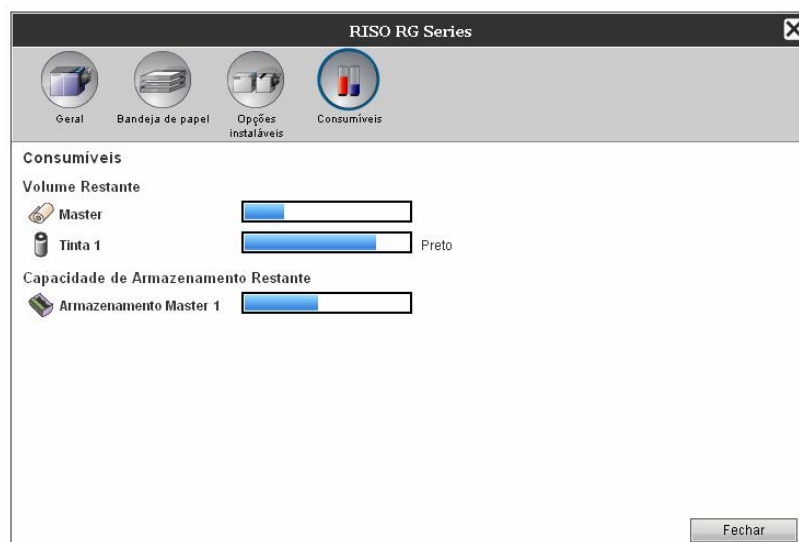 RISO RG Series
Geral
Bandeja de papel
Opções
instaláveis
Consumíveis
Consumíveis
Volume Restante
Master
Tinta 1
Preto
Capacidade de Armazenamento Restante
Armazenamento Master 1
Fechar